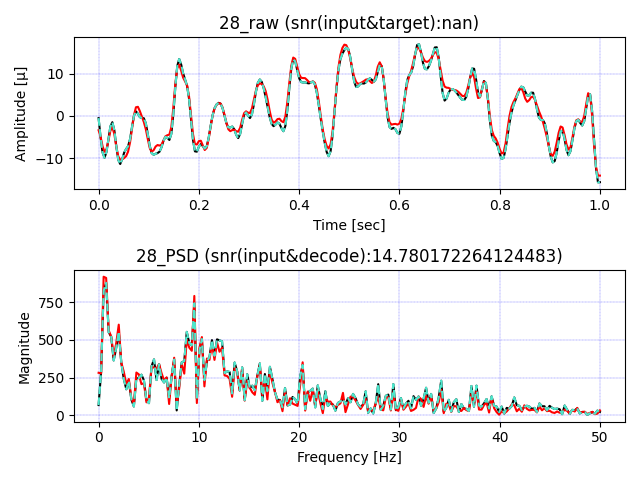 28_raw (snr(input&target):nan)
Amplitude [μ]
10
0
−10
0.0 0.2 0.4 0.6 0.8 1.0
Time [sec]
28_PSD (snr(input&decode):14.780172264124483)
Magnitude
750
500
250
0
0 10 20 30 40 50
Frequency [Hz]